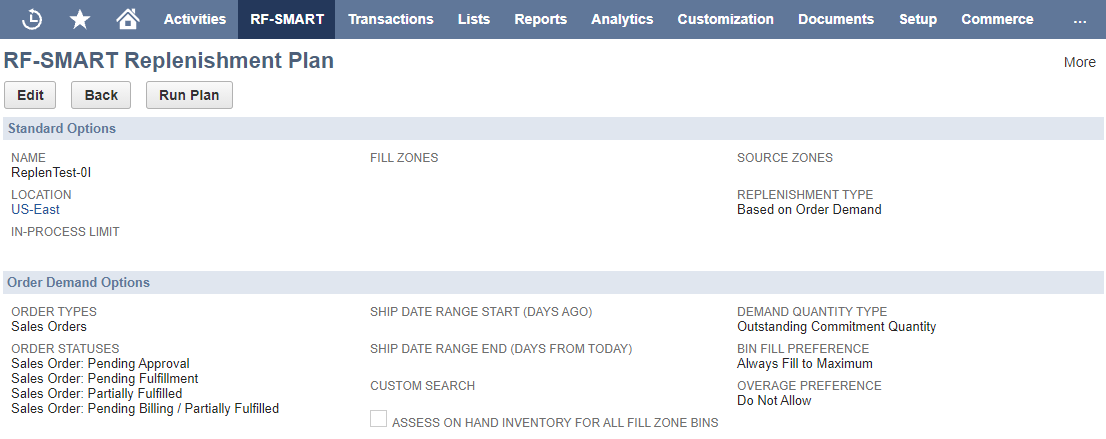 Activities RF-SMART Transactions Lists Reports Analytics Customization Documents Setup Commerce ...
RF-SMART Replenishment Plan
More
Edit Back Run Plan
Standard Options
NAME
ReplenTest-0I
LOCATION
US-East
IN-PROCESS LIMIT
FILL ZONES
SOURCE ZONES
REPLENISHMENT TYPE
Based on Order Demand
Order Demand Options
ORDER TYPES
Sales Orders
ORDER STATUSES
Sales Order: Pending Approval
Sales Order: Pending Fulfillment
Sales Order: Partially Fulfilled
Sales Order: Pending Billing / Partially Fulfilled
SHIP DATE RANGE START (DAYS AGO)
SHIP DATE RANGE END (DAYS FROM TODAY)
CUSTOM SEARCH
ASSESS ON HAND INVENTORY FOR ALL FILL ZONE BINS
DEMAND QUANTITY TYPE
Outstanding Commitment Quantity
BIN FILL PREFERENCE
Always Fill to Maximum
OVERAGE PREFERENCE
Do Not Allow